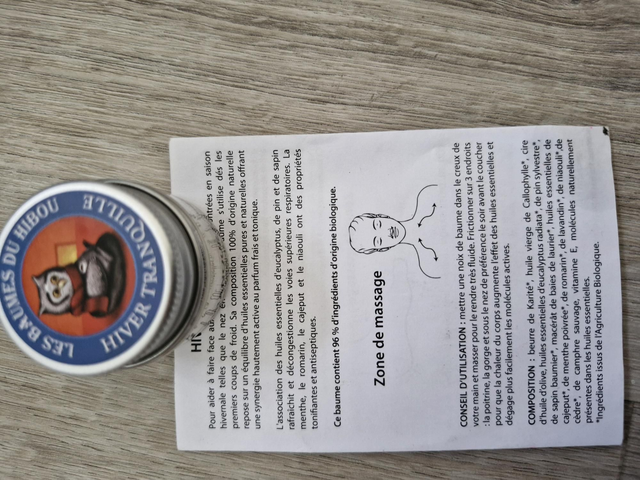 LES BAUMES DU HIBOU
HIVER TRANQUILLE
Pour aider à faire face aux rentrées en saison
hivernale telles que le nez s'utilise dès les
premiers coups de froid. Sa composition 100% d'origine naturelle
repose sur un équilibre d'huiles essentielles pures et naturelles offrant
une synergie hautement active au parfum frais et tonique.
L'association des huiles essentielles d'eucalyptus, de pin et de sapin
rafraichit et décongestionne les voies supérieures respiratoires. La
menthe, le romarin, le cajeput et le niaouli ont des propriétés
tonifiantes et antiseptiques.
Ce baume contient 96 % d'ingrédients d'origine biologique.
Zone de massage
CONSEIL D'UTILISATION : mettre une noix de baume dans le creux de
votre main et masser pour le rendre très fluide. Frictionner sur 3 endroits
: la poitrine, la gorge et sous le nez de préférence le soir avant le coucher
pour que la chaleur du corps augmente l'effet des huiles essentielles et
dégage plus facilement les molécules actives.
COMPOSITION : beurre de Karité*, huile vierge de Calophylle*, cire
d'huile d'olive, huiles essentielles d'eucalyptus radiata*, de pin sylvestre*,
de sapin baumier*, macérât de baies de laurier*, huiles essentielles de
cajeput*, de menthe poivrée*, de romarin*, de lavandin*, de niaouli*,de
cèdre*, de camphre sauvage, vitamine E, molécules naturellement
présentes dans les huiles essentielles.
*Ingrédients issus de l'Agriculture Biologique.